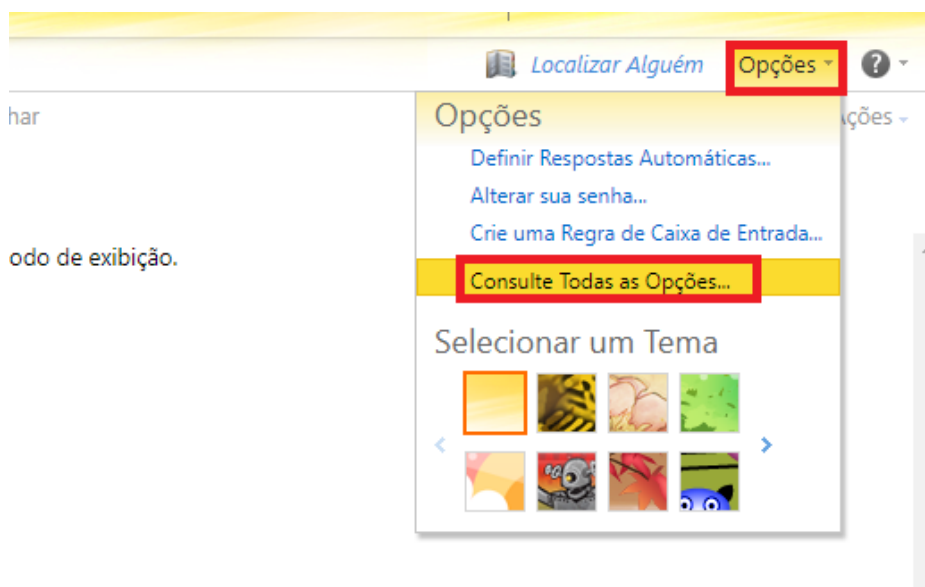 Localizar Alguém Opções
har
Opções
ções
Definir Respostas Automáticas...
Alterar sua senha...
Crie uma Regra de Caixa de Entrada...
odo de exibição.
Consulte Todas as Opções...
Selecionar um Tema